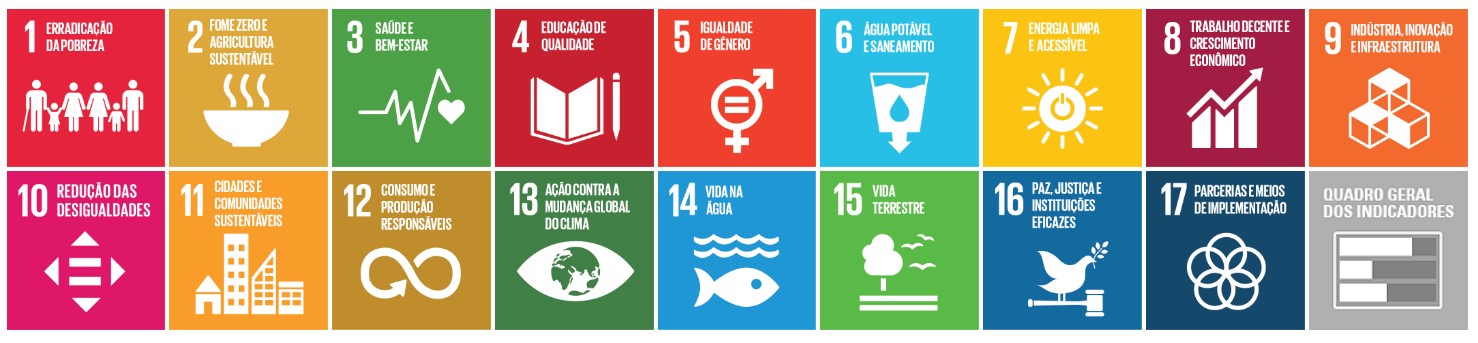 1 ERRADICAÇÃO
DA POBREZA
2 FOME ZERO E
AGRICULTURA
SUSTENTÁVEL
3 SAÚDE E
BEM-ESTAR
4 EDUCAÇÃO DE
QUALIDADE
5 IGUALDADE
DE GÊNERO
6 ÁGUA POTÁVEL
E SANEAMENTO
7 ENERGIA LIMPA
E ACESSÍVEL
8 TRABALHO DECENTE E
CRESCIMENTO
ECONÔMICO
9 INDÚSTRIA, INOVAÇÃO
E INFRAESTRUTURA
10 REDUÇÃO DAS
DESIGUALDADES
11 CIDADES E
COMUNIDADES
SUSTENTÁVEIS
12 CONSUMO E
PRODUÇÃO
RESPONSÁVEIS
13 AÇÃO CONTRA A
MUDANÇA GLOBAL
DO CLIMA
14 VIDA NA
ÁGUA
15 VIDA
TERRESTRE
16 PAZ, JUSTIÇA E
INSTITUIÇÕES
EFICAZES
17 PARCERIAS E MEIOS
DE IMPLEMENTAÇÃO
QUADRO GERAL
DOS INDICADORES